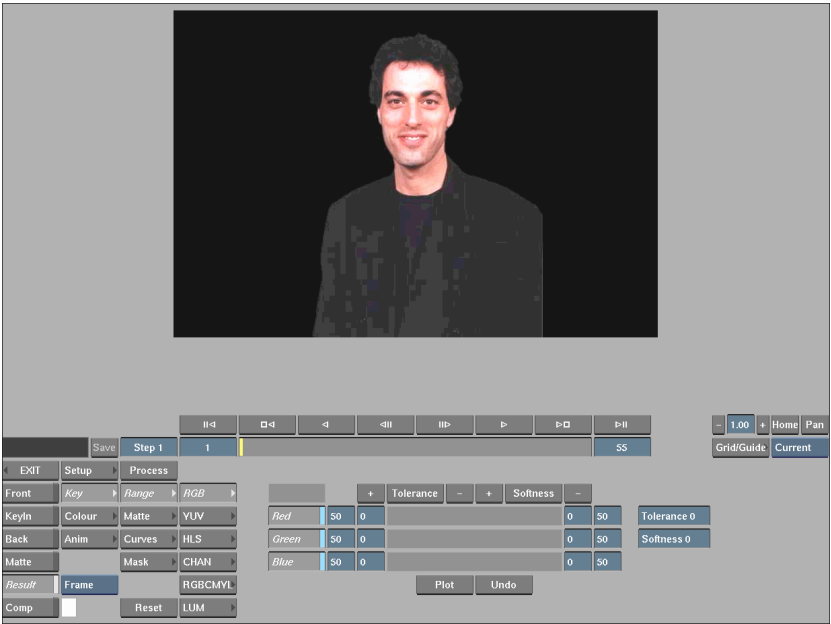 - 1.00 + Home Pan
Save Step 1 1 55 Grid/Guide Current
EXIT Setup Process
Front Key Range RGB + Tolerance - + Softness -
KeyIn Colour Matte YUV Red 50 0 0 50 Tolerance 0
Back Anim Curves HLS Green 50 0 0 50 Softness 0
Matte Mask CHAN Blue 50 0 0 50
Result Frame RGBCMYL Plot Undo
Comp Reset LUM